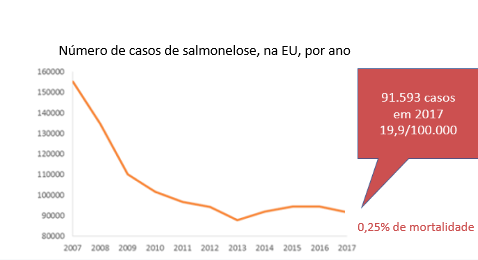 Número de casos de salmonelose, na EU, por ano
160000
150000
140000
130000
120000
110000
100000
90000
80000
2007 2008 2009 2010 2011 2012 2013 2014 2015 2016 2017
91.593 casos
em 2017
19,9/100.000
0,25% de mortalidade